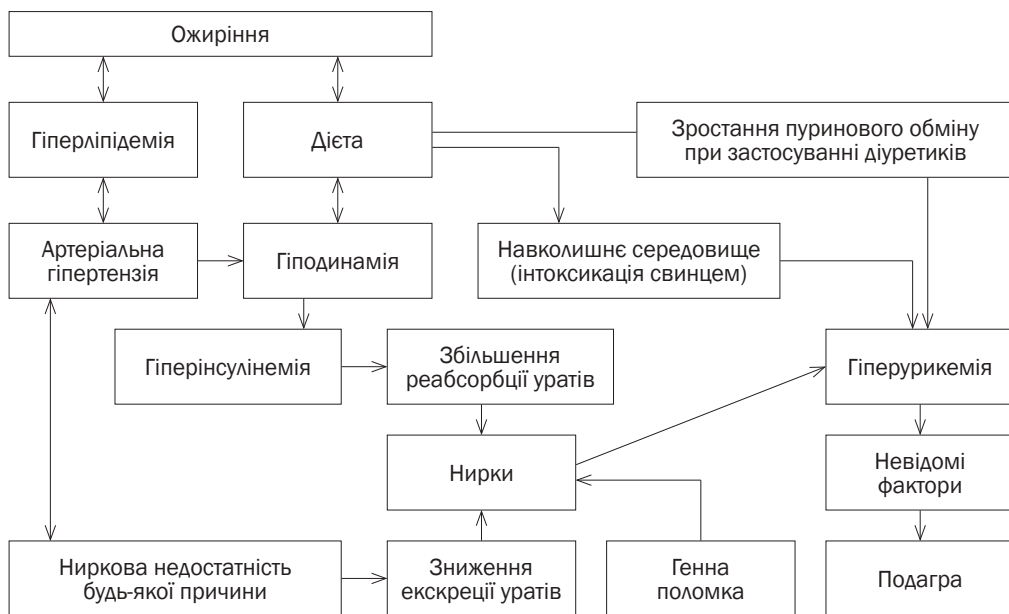 Ожиріння
Гіперліпідемія
Дієта
Зростання пуринового обміну
при застосуванні діуретиків
Артеріальна
гіпертензія
Гіподинамія
Навколишнє середовище
(інтоксикація свинцем)
Гіперінсулінемія
Збільшення
реабсорбції уратів
Гіперурикемія
Нирки
Невідомі
фактори
Ниркова недостатність
будь-якої причини
Зниження
екскреції уратів
Генна
поломка
Подагра